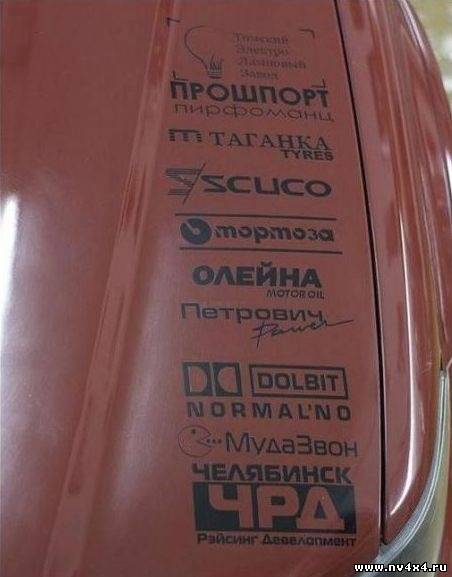 Томский
Электро
Ламповый
Завод
ПРОШПОРТ
пирфоманц
ТАГАНКА
TYRES
SCUCO
тормоза
ОЛЕЙНА
MOTOR OIL
Петрович
Power
DOLBIT
NORMAL'NO
МудаЗвон
ЧЕЛЯБИНСК
ЧРД
Рэйсинг Девелопмент
www.nv4x4.ru